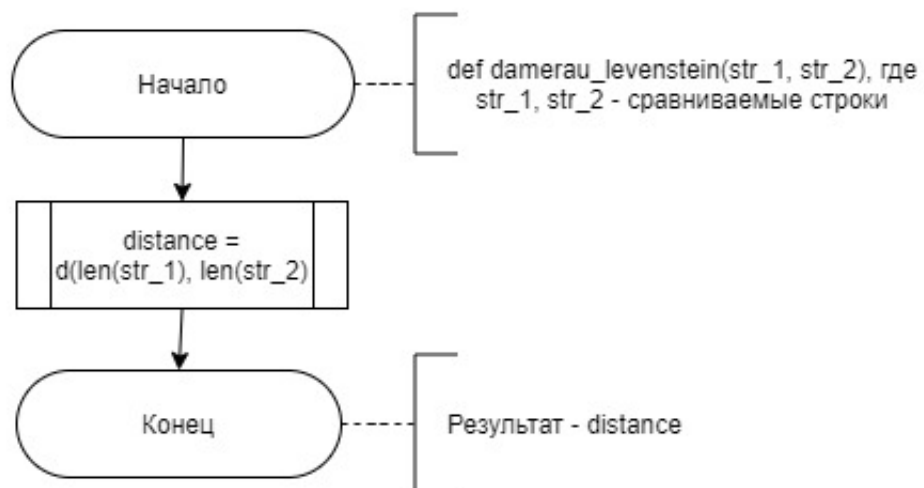 Начало
def damerau_levenstein(str_1, str_2), где
str_1, str_2 - сравниваемые строки
distance =
d(len(str_1), len(str_2)
Конец
Результат - distance